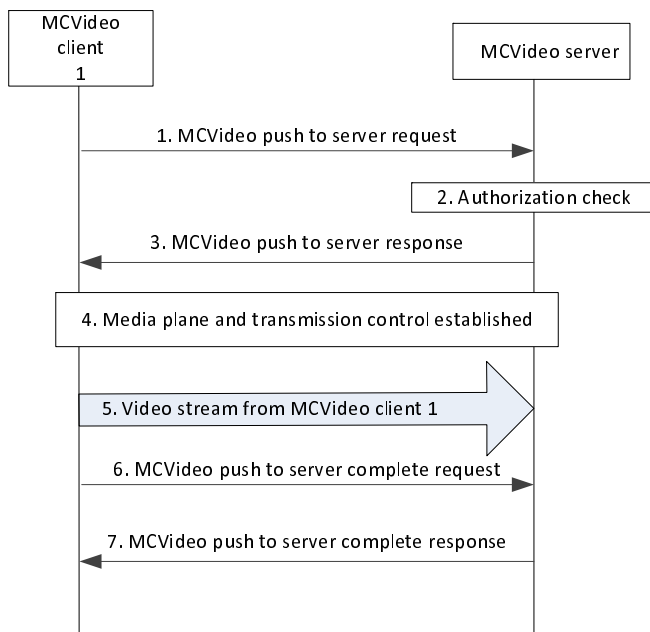 MCVideo
client
1
MCVideo server
1. MCVideo push to server request
2. Authorization check
3. MCVideo push to server response
4. Media plane and transmission control established
5. Video stream from MCVideo client 1
6. MCVideo push to server complete request
7. MCVideo push to server complete response